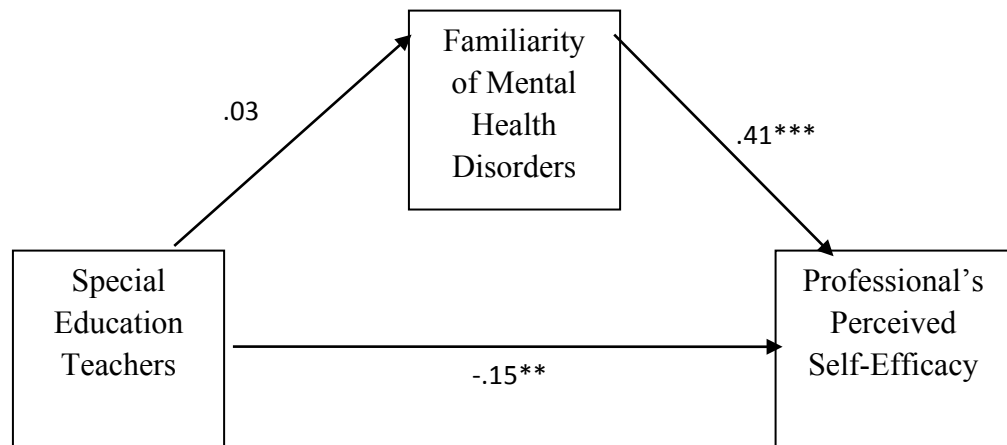 Familiarity
of Mental
Health
Disorders
.03
.41***
Special
Education
Teachers
-.15**
Professional’s
Perceived
Self-Efficacy